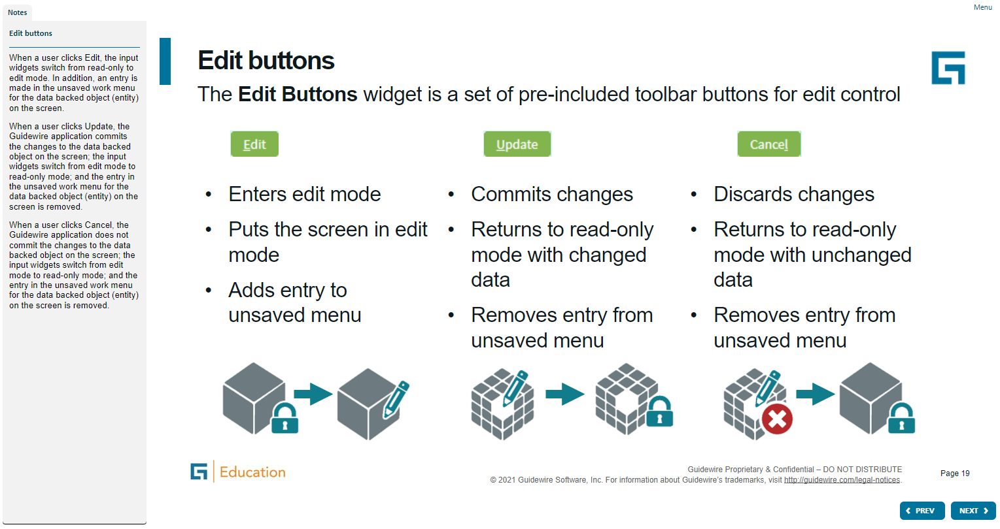 Notes
Menu
Edit buttons
When a user clicks Edit, the input
widgets switch from read-only to
edit mode. In addition, an entry is
made in the unsaved work menu
for the data backed object (entity)
on the screen.
When a user clicks Update, the
Guidewire application commits
the changes to the data backed
object on the screen; the input
widgets switch from edit mode to
read-only mode; and the entry in
the unsaved work menu for the
data backed object (entity) on the
screen is removed.
When a user clicks Cancel, the
Guidewire application does not
commit the changes to the data
backed object on the screen; the
input widgets switch from edit
mode to read-only mode; and the
entry in the unsaved work menu
for the data backed object (entity)
on the screen is removed.
Edit buttons
The Edit Buttons widget is a set of pre-included toolbar buttons for edit control
Edit
• Enters edit mode
• Puts the screen in edit
mode
• Adds entry to
unsaved menu
Update
• Commits changes
• Returns to read-only
mode with changed
data
• Removes entry from
unsaved menu
Cancel
• Discards changes
• Returns to read-only
mode with unchanged
data
• Removes entry from
unsaved menu
Education
Guidewire Proprietary & Confidential – DO NOT DISTRIBUTE
© 2021 Guidewire Software, Inc. For information about Guidewire's trademarks, visit http://guidewire.com/legal-notices.
Page 19
PREV
NEXT